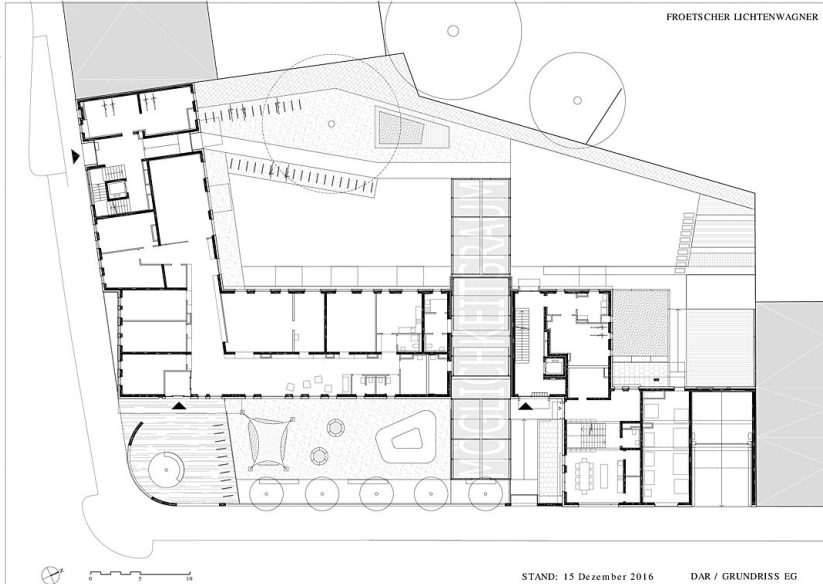 FROETSCHER LICHTENWAGNER
MÖGLICHKEITSRAUM
0 5 10
STAND: 15 Dezember 2016
DAR / GRUNDRISS EG